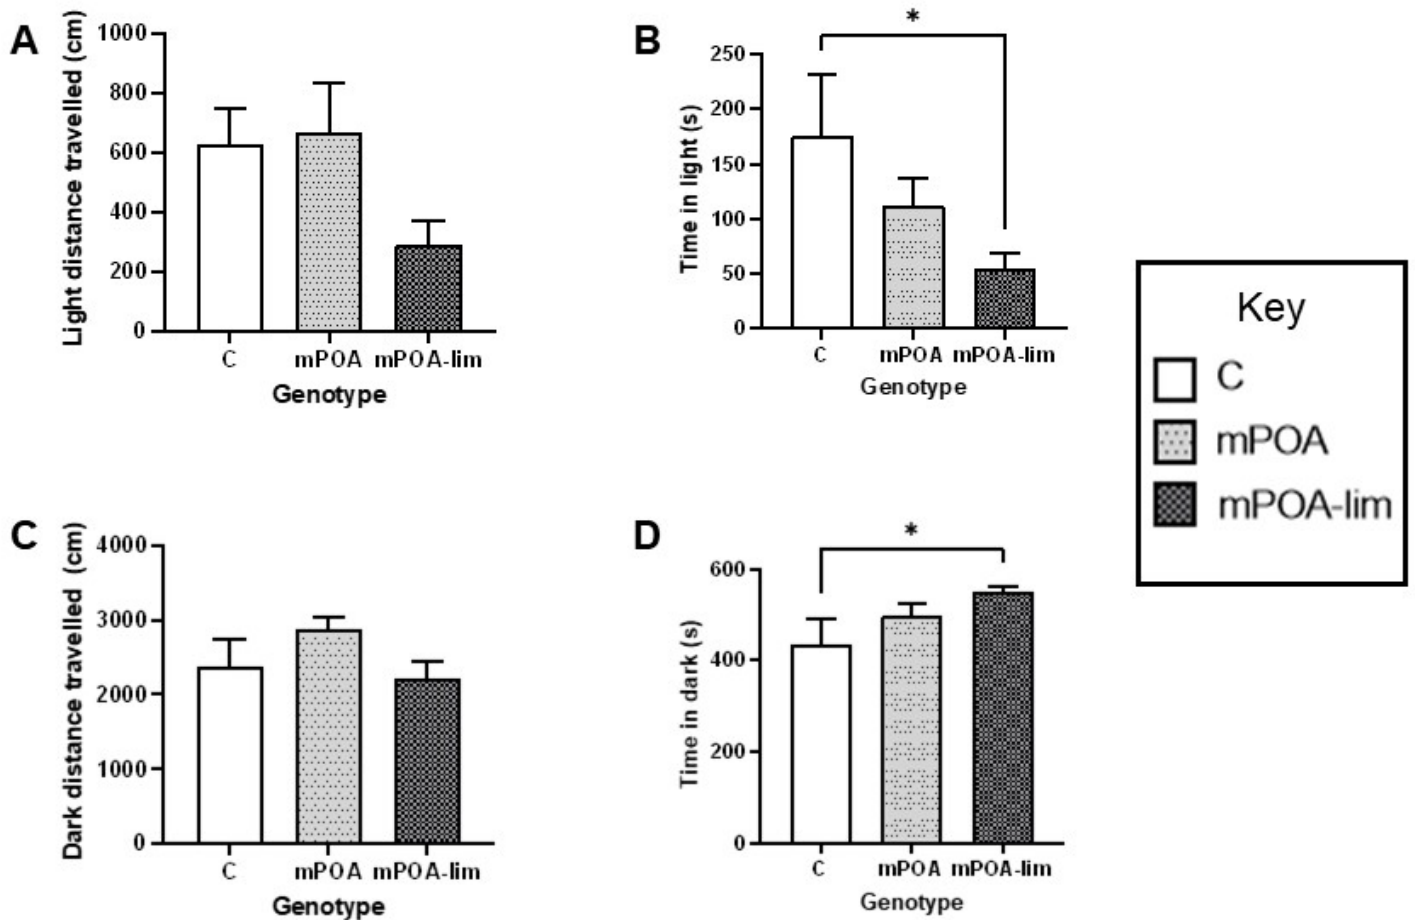 A
Light distance travelled (cm)
1000
800
600
400
200
0
C mPOA mPOA-lim
Genotype
B
*
Time in light (s)
250
200
150
100
50
0
C mPOA mPOA-lim
Genotype
Key
C
mPOA
mPOA-lim
C
Dark distance travelled (cm)
4000
3000
2000
1000
0
C mPOA mPOA-lim
Genotype
D
*
Time in dark (s)
600
400
200
0
C mPOA mPOA-lim
Genotype